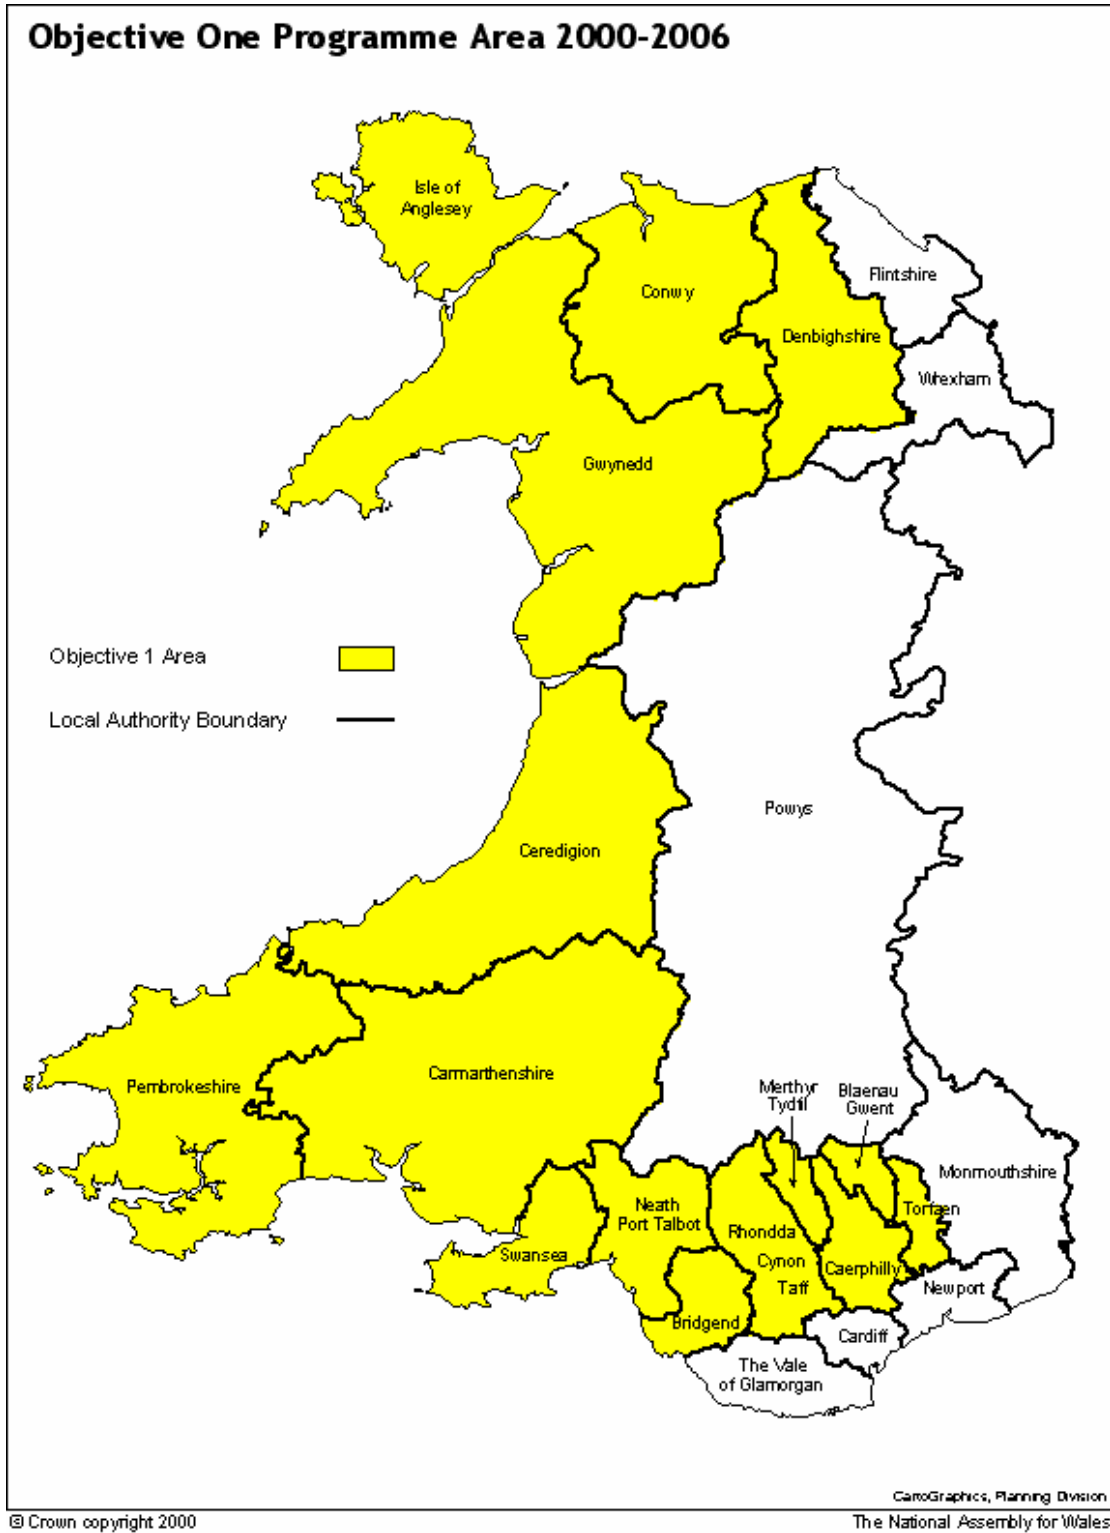 Objective One Programme Area 2000-2006
Isle of
Anglesey
Flintshire
Conwy
Denbighshire
Wrexham
Gwynedd
Objective 1 Area
Local Authority Boundary
Powys
Ceredigion
Carmarthenshire
Pembrokeshire
Merthyr
Tydfil
Blaenau
Gwent
Monmouthshire
Neath
Port Talbot
Torfaen
Rhondda
Cynon
Taff
Swansea
Caerphilly
Newport
Bridgend
Cardiff
The Vale
of Glamorgan
CartoGraphics, Planning Division
© Crown copyright 2000
The National Assembly for Wales